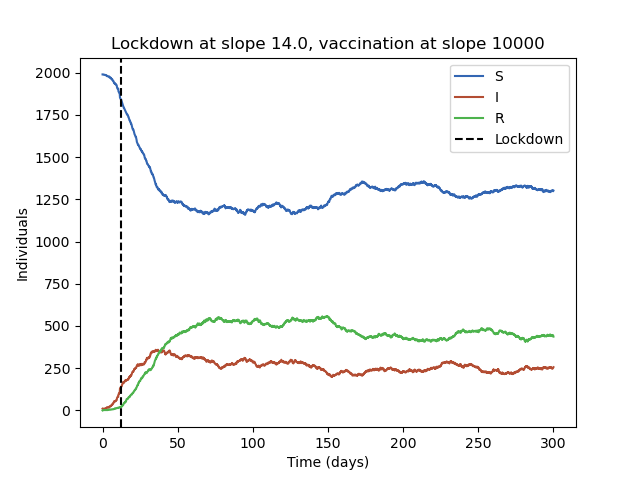 Lockdown at slope 14.0, vaccination at slope 10000
S
I
R
Lockdown
2000
1750
1500
1250
1000
750
500
250
0
Individuals
0 50 100 150 200 250 300
Time (days)